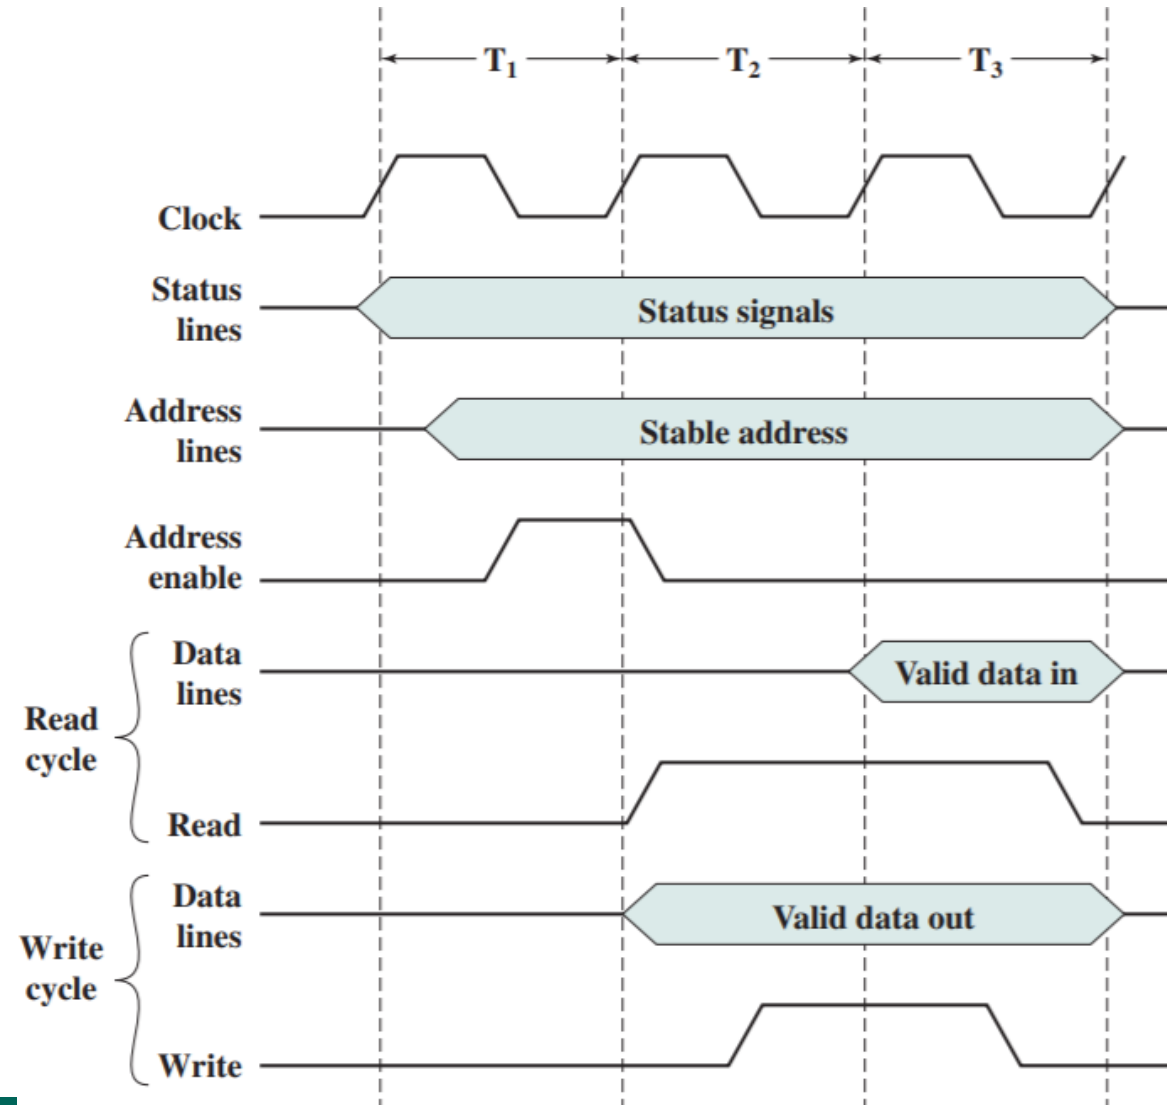 T₁ T₂ T₃
Clock
Status
lines
Status signals
Address
lines
Stable address
Address
enable
Read
cycle
Data
lines
Valid data in
Read
Write
cycle
Data
lines
Valid data out
Write